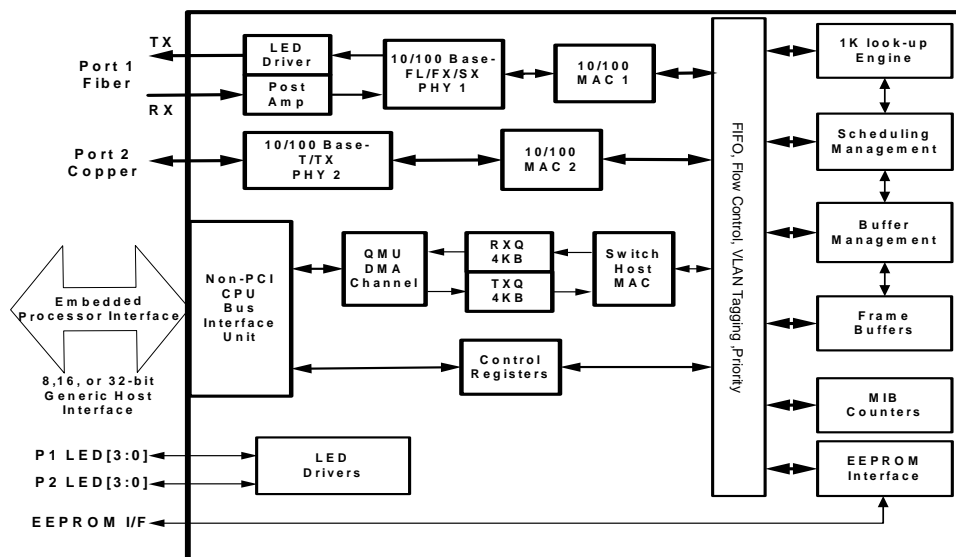 TX
Port 1
Fiber
RX
LED
Driver
Post
Amp
10/100 Base-
FL/FX/SX
PHY 1
10/100
MAC 1
Port 2
Copper
10/100 Base-
T/TX
PHY 2
10/100
MAC 2
Embedded
Processor Interface
8,16, or 32-bit
Generic Host
Interface
Non-PCI
CPU
Bus
Interface
Unit
QMU
DMA
Channel
RXQ
4KB
TXQ
4KB
Switch
Host
MAC
Control
Registers
P1 LED[3:0]
P2 LED[3:0]
LED
Drivers
EEPROM I/F
FIFO, Flow Control, VLAN Tagging ,Priority
1K look-up
Engine
Scheduling
Management
Buffer
Management
Frame
Buffers
MIB
Counters
EEPROM
Interface